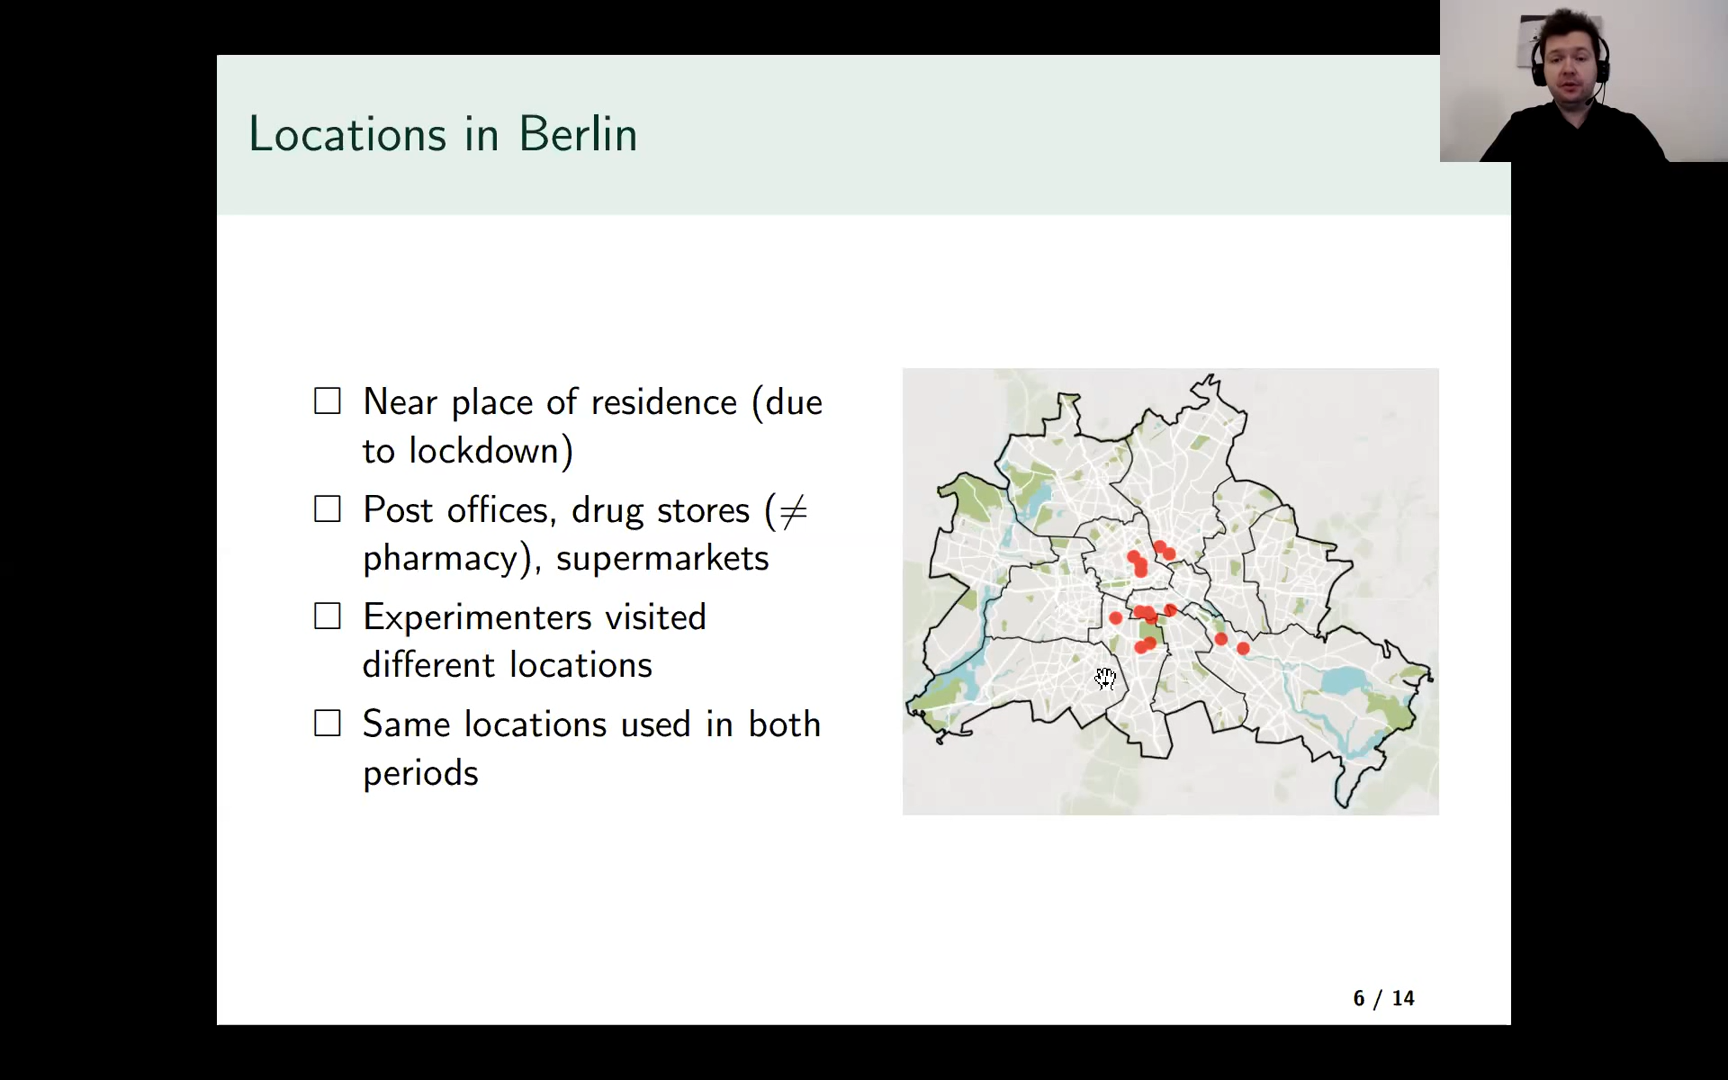 Locations in Berlin
Near place of residence (due
to lockdown)
Post offices, drug stores (≠
pharmacy), supermarkets
Experimenters visited
different locations
Same locations used in both
periods
6 / 14